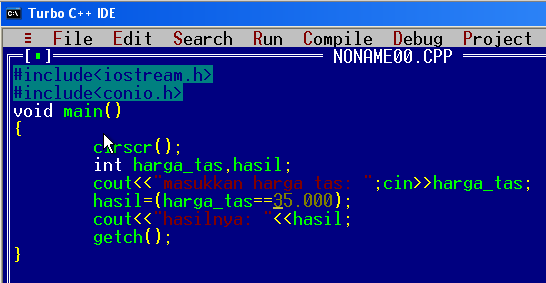 Turbo C++ IDE
≡ File Edit Search Run Compile Debug Project
[■] NONAME00.CPP
#include<iostream.h>
#include<conio.h>
void main()
{
clrscr();
int harga_tas,hasil;
cout<<"masukkan harga tas: ";cin>>harga_tas;
hasil=(harga_tas==35.000);
cout<<"hasilnya: "<<hasil;
getch();
}